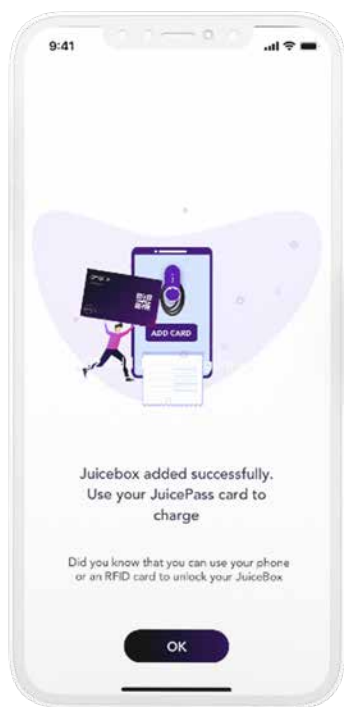 9:41
ADD CARD
Juicebox added successfully.
Use your JuicePass card to
charge
Did you know that you can use your phone
or an RFID card to unlock your JuiceBox
OK